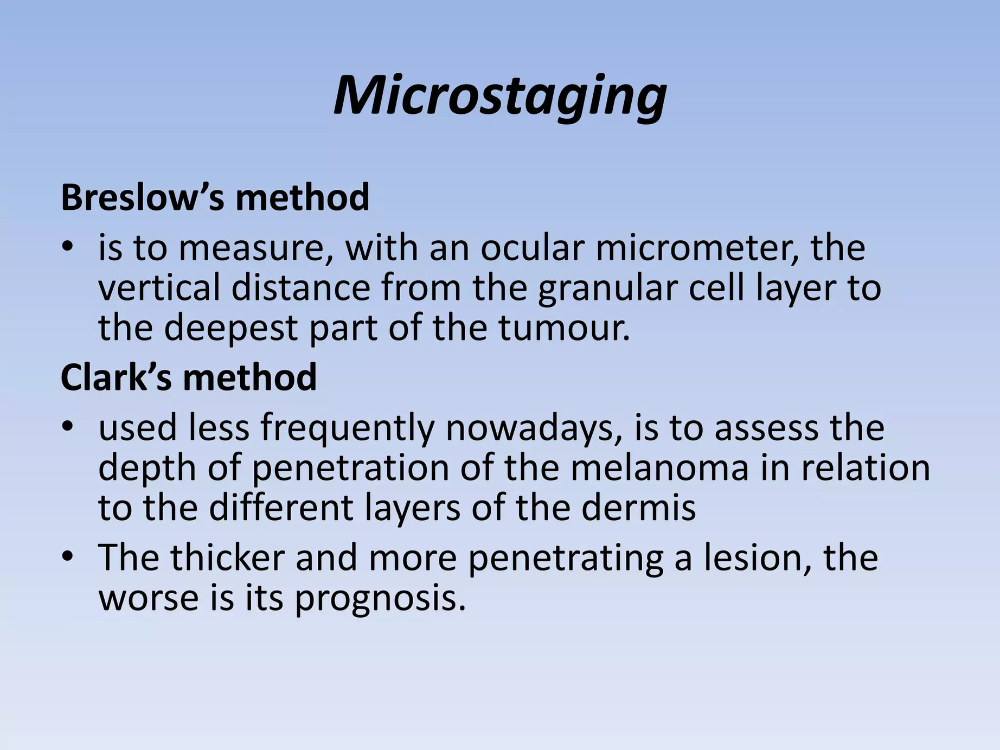 Microstaging
Breslow’s method
• is to measure, with an ocular micrometer, the
vertical distance from the granular cell layer to
the deepest part of the tumour.
Clark’s method
• used less frequently nowadays, is to assess the
depth of penetration of the melanoma in relation
to the different layers of the dermis
• The thicker and more penetrating a lesion, the
worse is its prognosis.